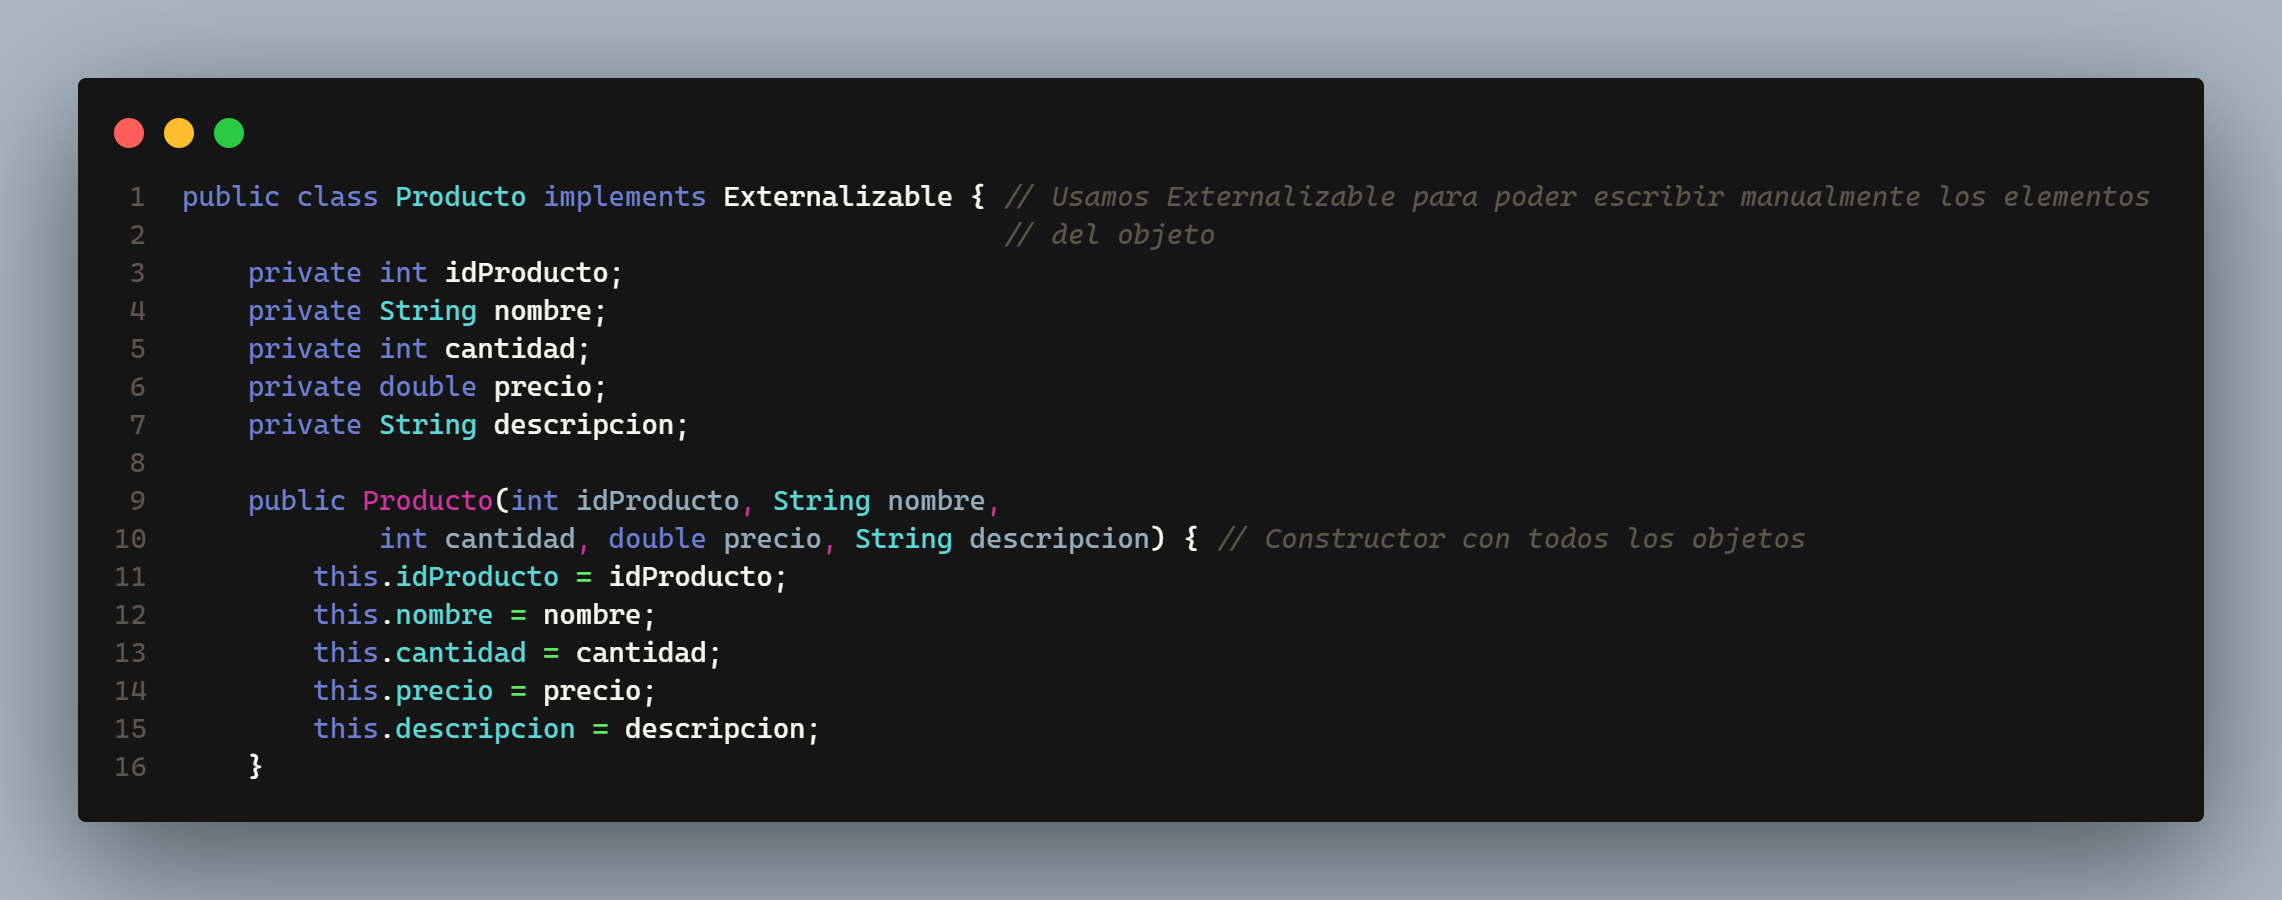 1 public class Producto implements Externalizable { // Usamos Externalizable para poder escribir manualmente los elementos
2 // del objeto
3 private int idProducto;
4 private String nombre;
5 private int cantidad;
6 private double precio;
7 private String descripcion;
8
9 public Producto(int idProducto, String nombre,
10 int cantidad, double precio, String descripcion) { // Constructor con todos los objetos
11 this.idProducto = idProducto;
12 this.nombre = nombre;
13 this.cantidad = cantidad;
14 this.precio = precio;
15 this.descripcion = descripcion;
16 }